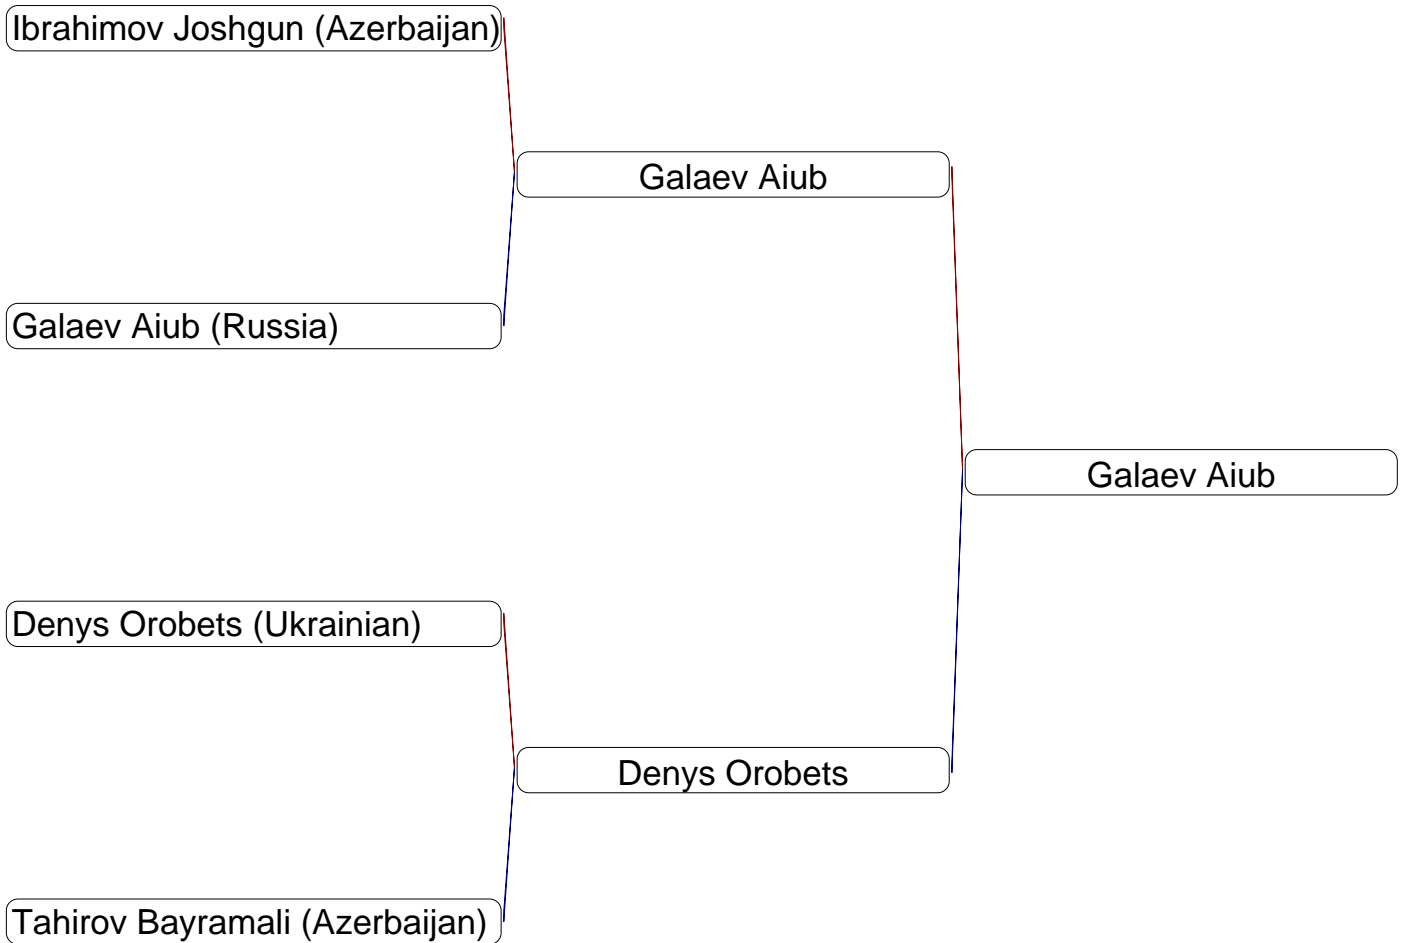 Ibrahimov Joshgun (Azerbaijan)
Galaev Aiub
Galaev Aiub (Russia)
Galaev Aiub
Denys Orobets (Ukrainian)
Denys Orobets
Tahirov Bayramali (Azerbaijan)